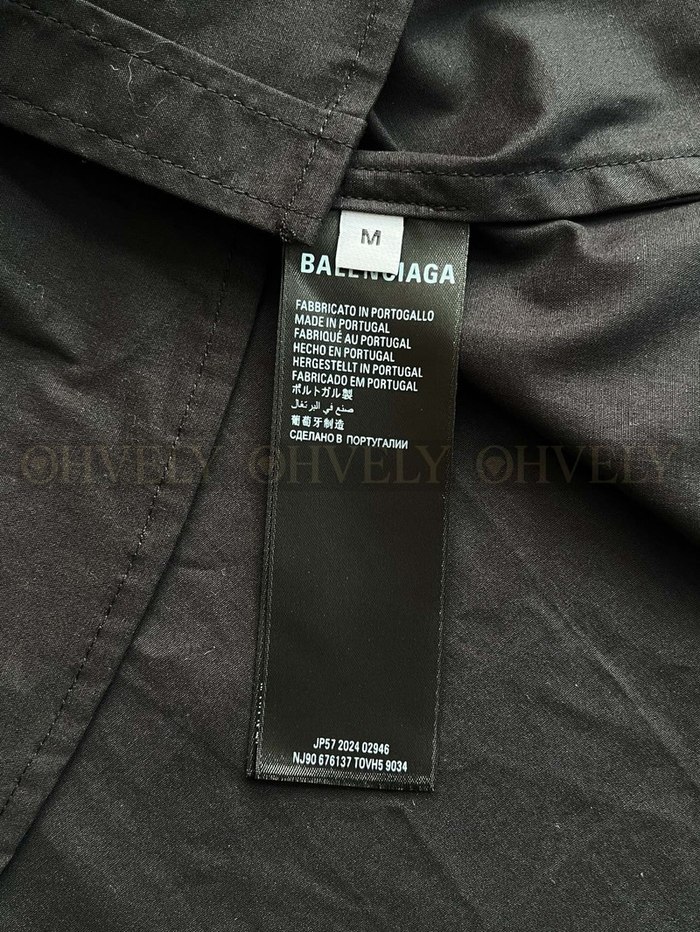 M
BALENCIAGA
FABBRICATO IN PORTOGALLO
MADE IN PORTUGAL
FABRIQUÉ AU PORTUGAL
HECHO EN PORTUGAL
HERGESTELLT IN PORTUGAL
FABRICADO EM PORTUGAL
ポルトガル製
صنع في البرتغال
葡萄牙制造
СДЕЛАНО В ПОРТУГАЛИИ
OHVELY OHVELY OHVELY
JP57 2024 02946
NJ90 676137 TOVH5 9034